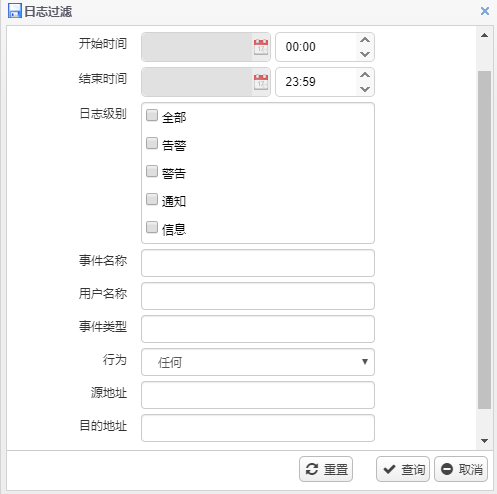 日志过滤
开始时间 00:00
结束时间 23:59
日志级别 全部
告警
警告
通知
信息
事件名称
用户名称
事件类型
行为 任何
源地址
目的地址
重置 查询 取消